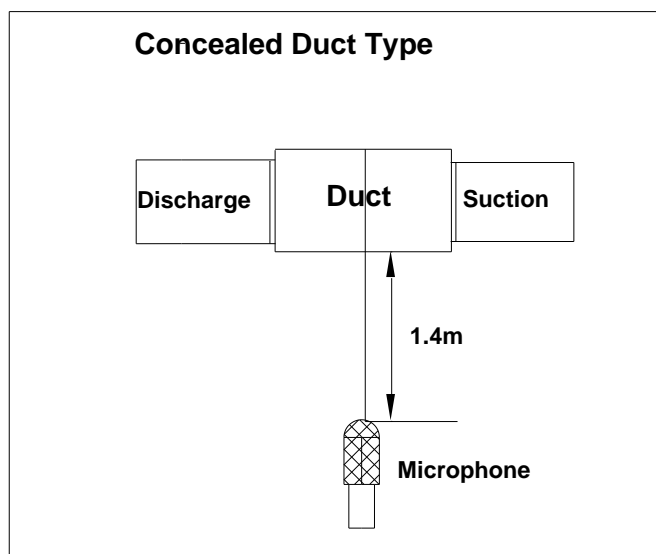 Concealed Duct Type
Discharge
Duct
Suction
1.4m
Microphone